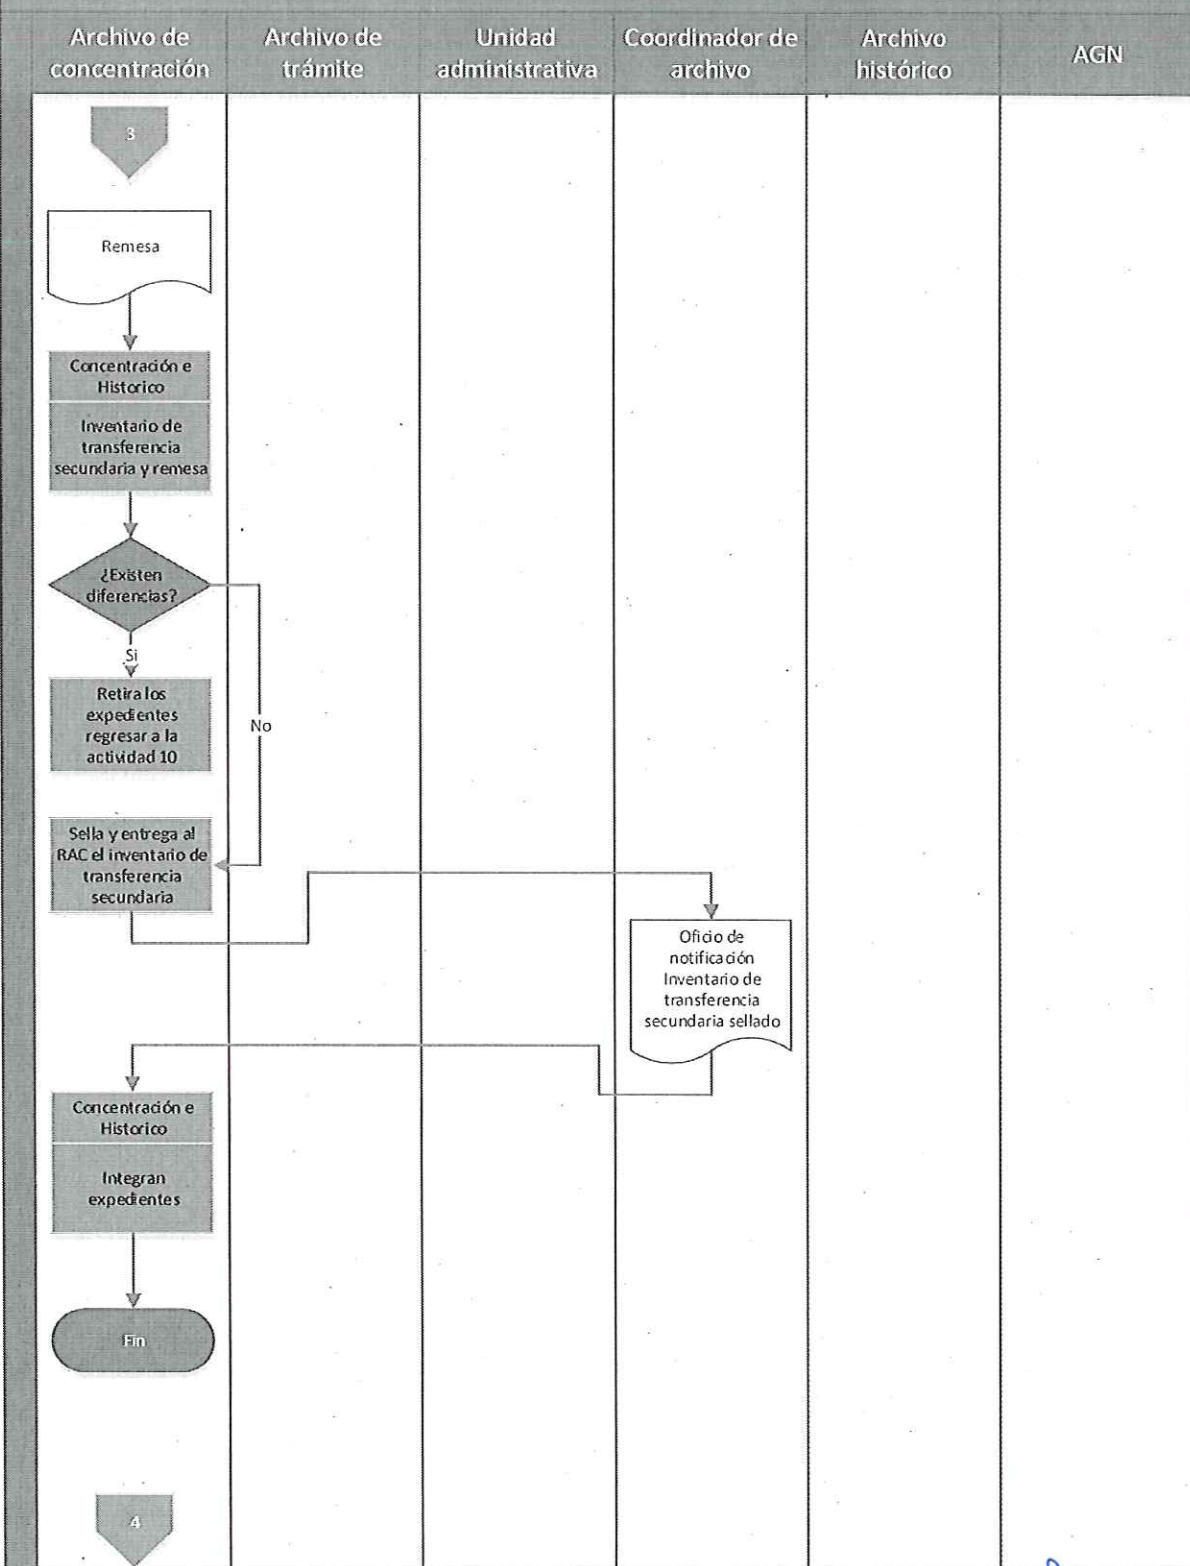 Archivo de
concentración
Archivo de
trámite
Unidad
administrativa
Coordinador de
archivo
Archivo
histórico
AGN
3
Remesa
Concentración e
Historico
Inventario de
transferencia
secundaria y remesa
¿Existen
diferencias?
Si
Retira los
expedientes
regresar a la
actividad 10
No
Sella y entrega al
RAC el inventario de
transferencia
secundaria
Oficio de
notificación
Inventario de
transferencia
secundaria sellado
Concentración e
Historico
Integran
expedientes
Fin
4